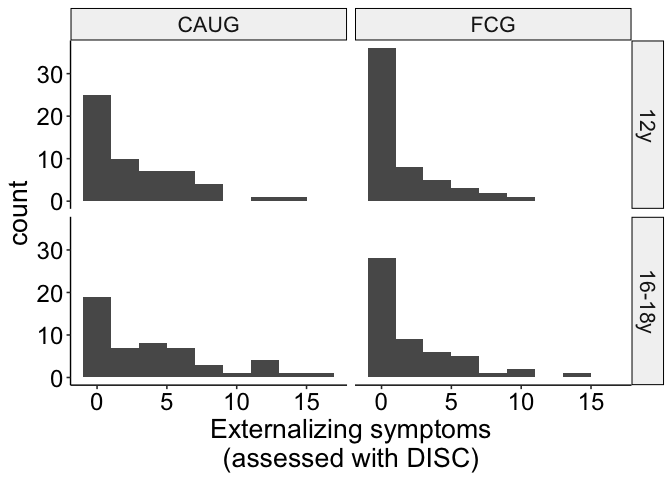 CAUG FCG
30
20
10
0
12y
count
30
20
10
0
16-18y
0 5 10 15 0 5 10 15
Externalizing symptoms
(assessed with DISC)